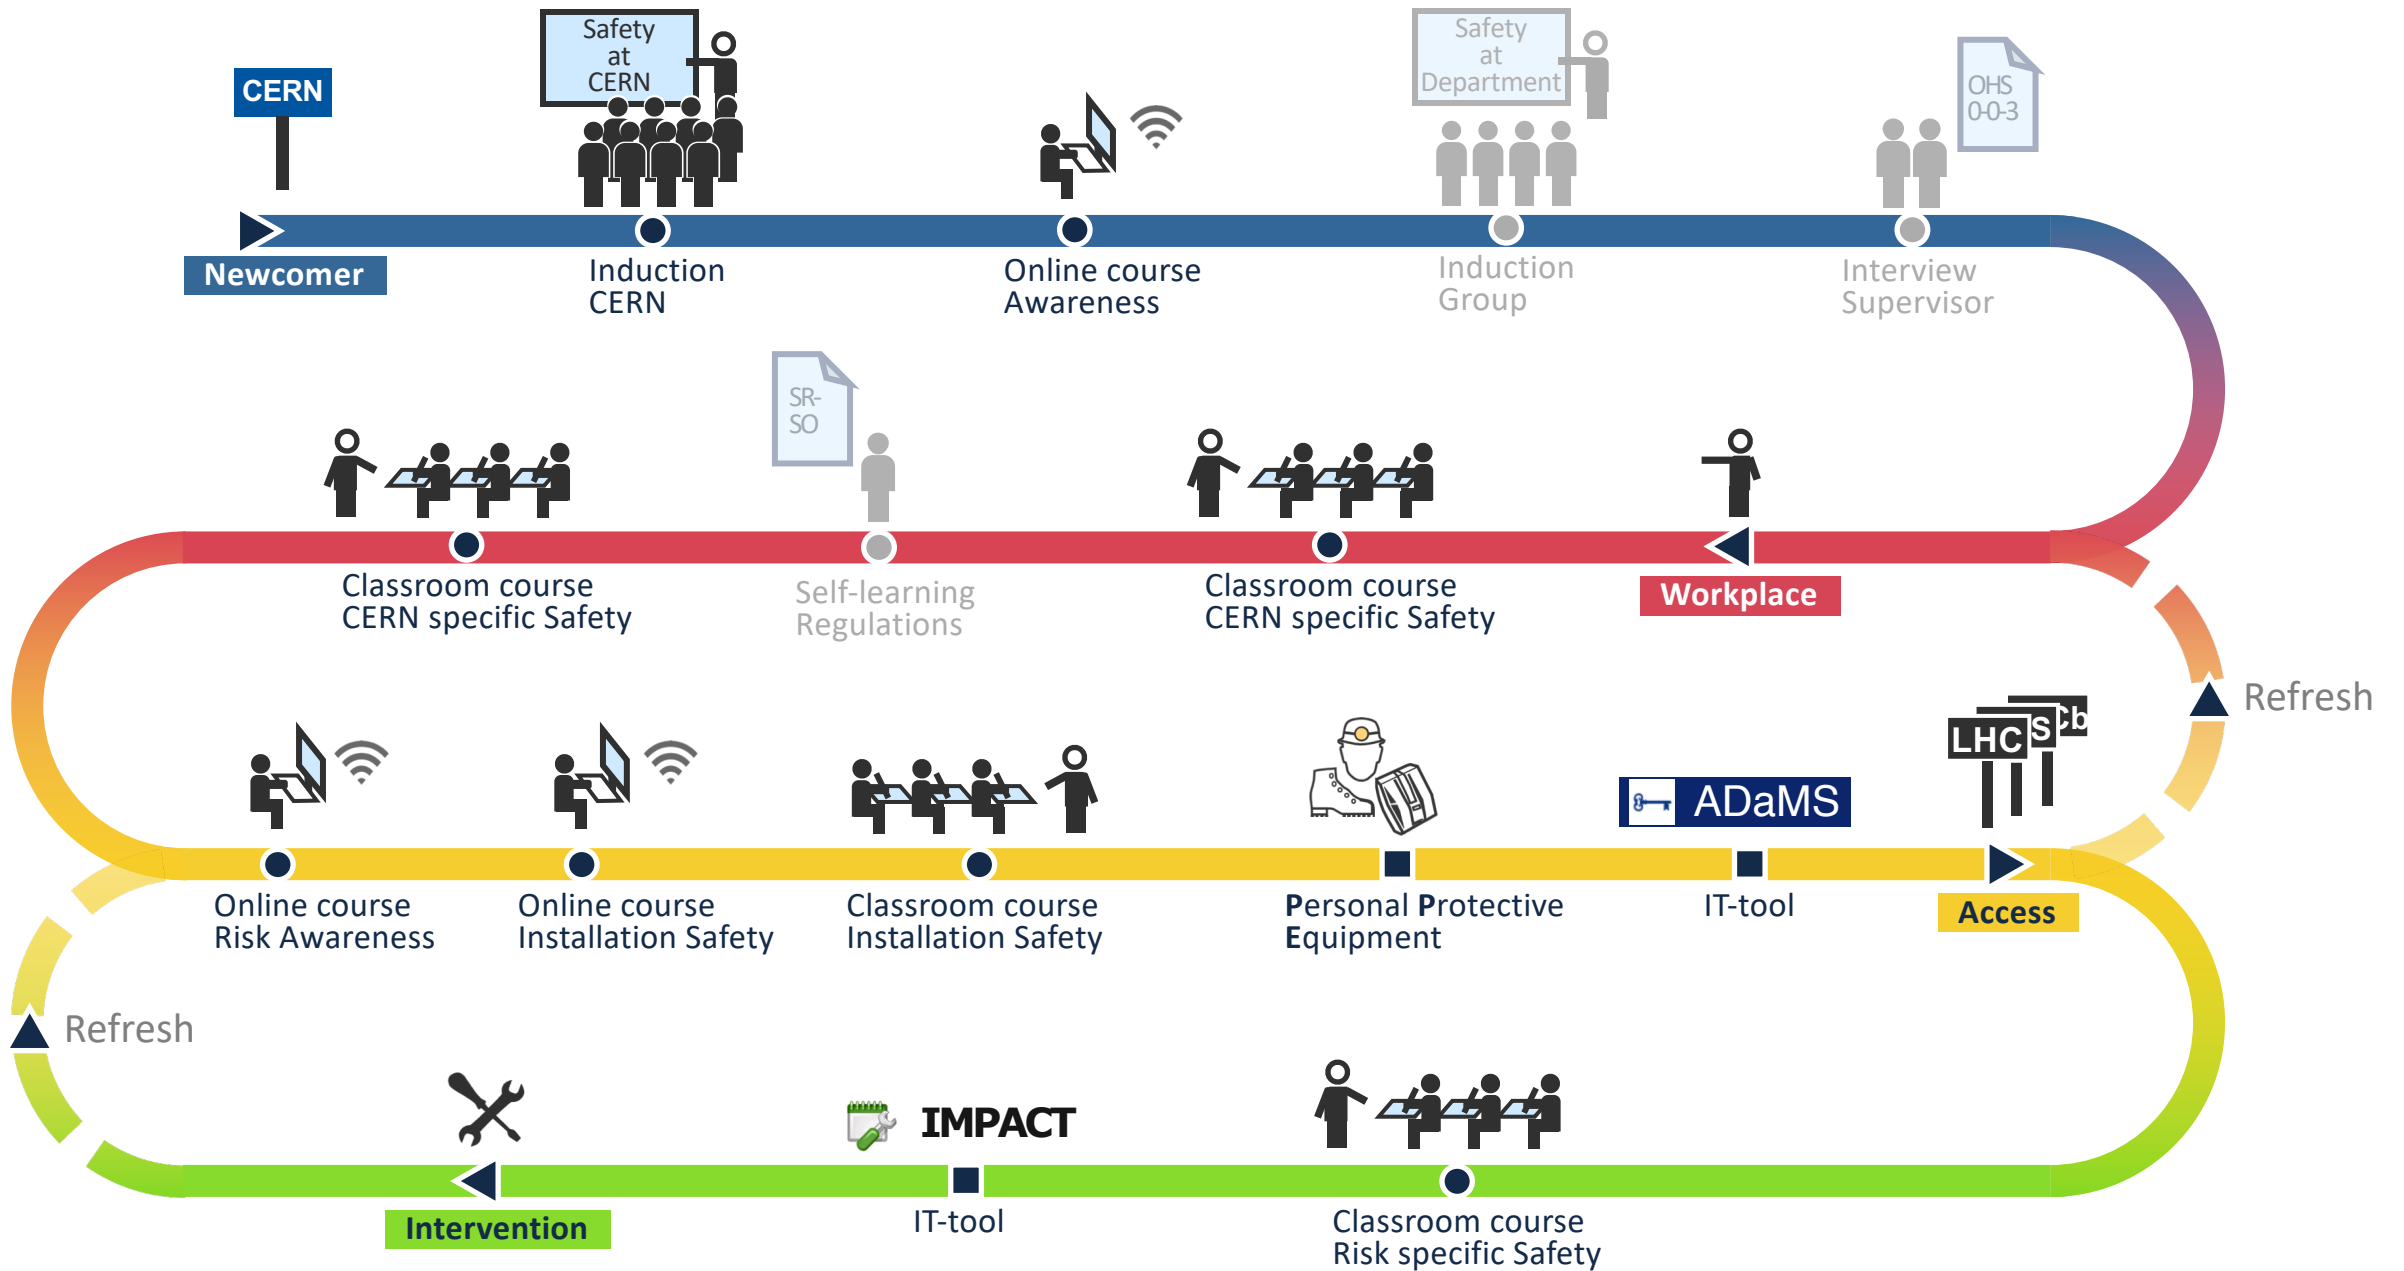 Safety
at
CERN
Safety
at
Department
OHS
0-0-3
CERN
Newcomer
Induction
CERN
Online course
Awareness
Induction
Group
Interview
Supervisor
SR-
SO
Classroom course
CERN specific Safety
Self-learning
Regulations
Classroom course
CERN specific Safety
Workplace
Refresh
LHC
S
Cb
ADaMS
Online course
Risk Awareness
Online course
Installation Safety
Classroom course
Installation Safety
Personal Protective
Equipment
IT-tool
Access
Refresh
IMPACT
Intervention
IT-tool
Classroom course
Risk specific Safety